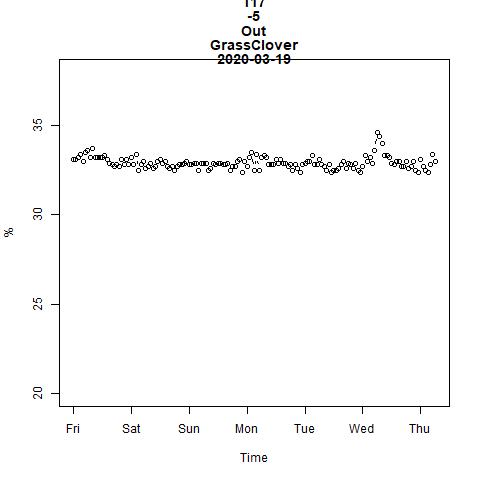 117
-5
Out
GrassClover
2020-03-19
%
35
30
25
20
Fri
Sat
Sun
Mon
Tue
Wed
Thu
Time